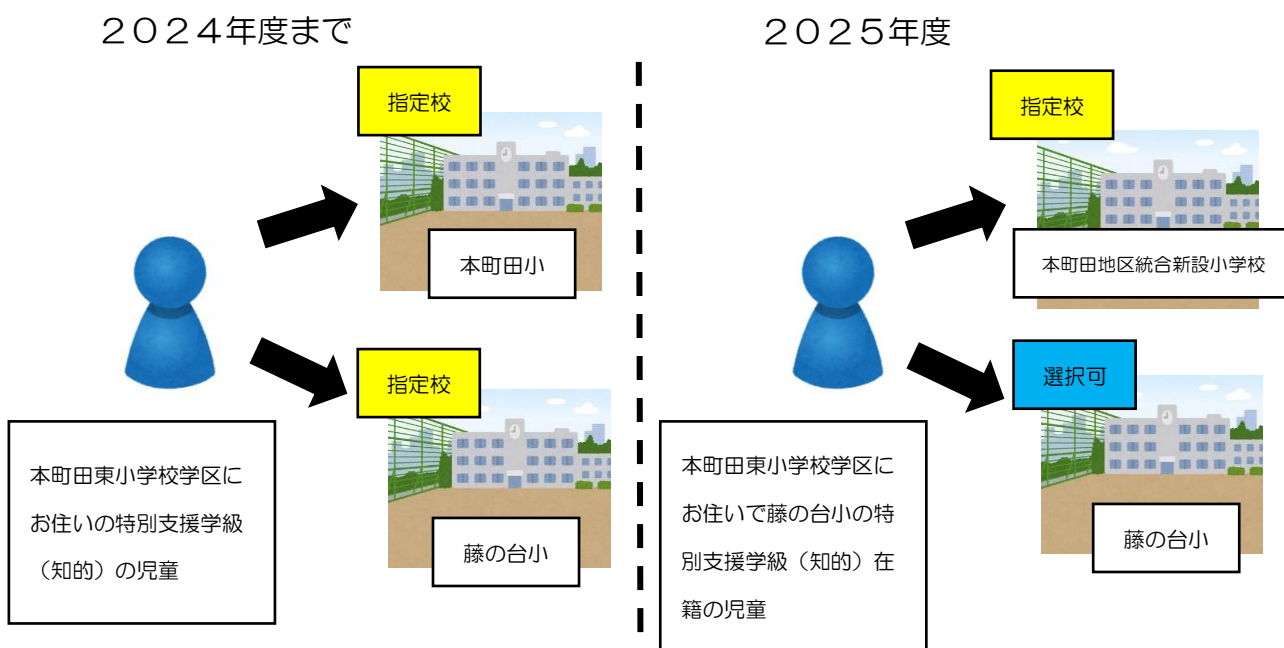 ２０２４年度まで
指定校
本町田小
指定校
藤の台小
本町田東小学校学区に
お住いの特別支援学級
（知的）の児童
２０２５年度
指定校
本町田地区統合新設小学校
選択可
藤の台小
本町田東小学校学区に
お住いで藤の台小の特
別支援学級（知的）在
籍の児童